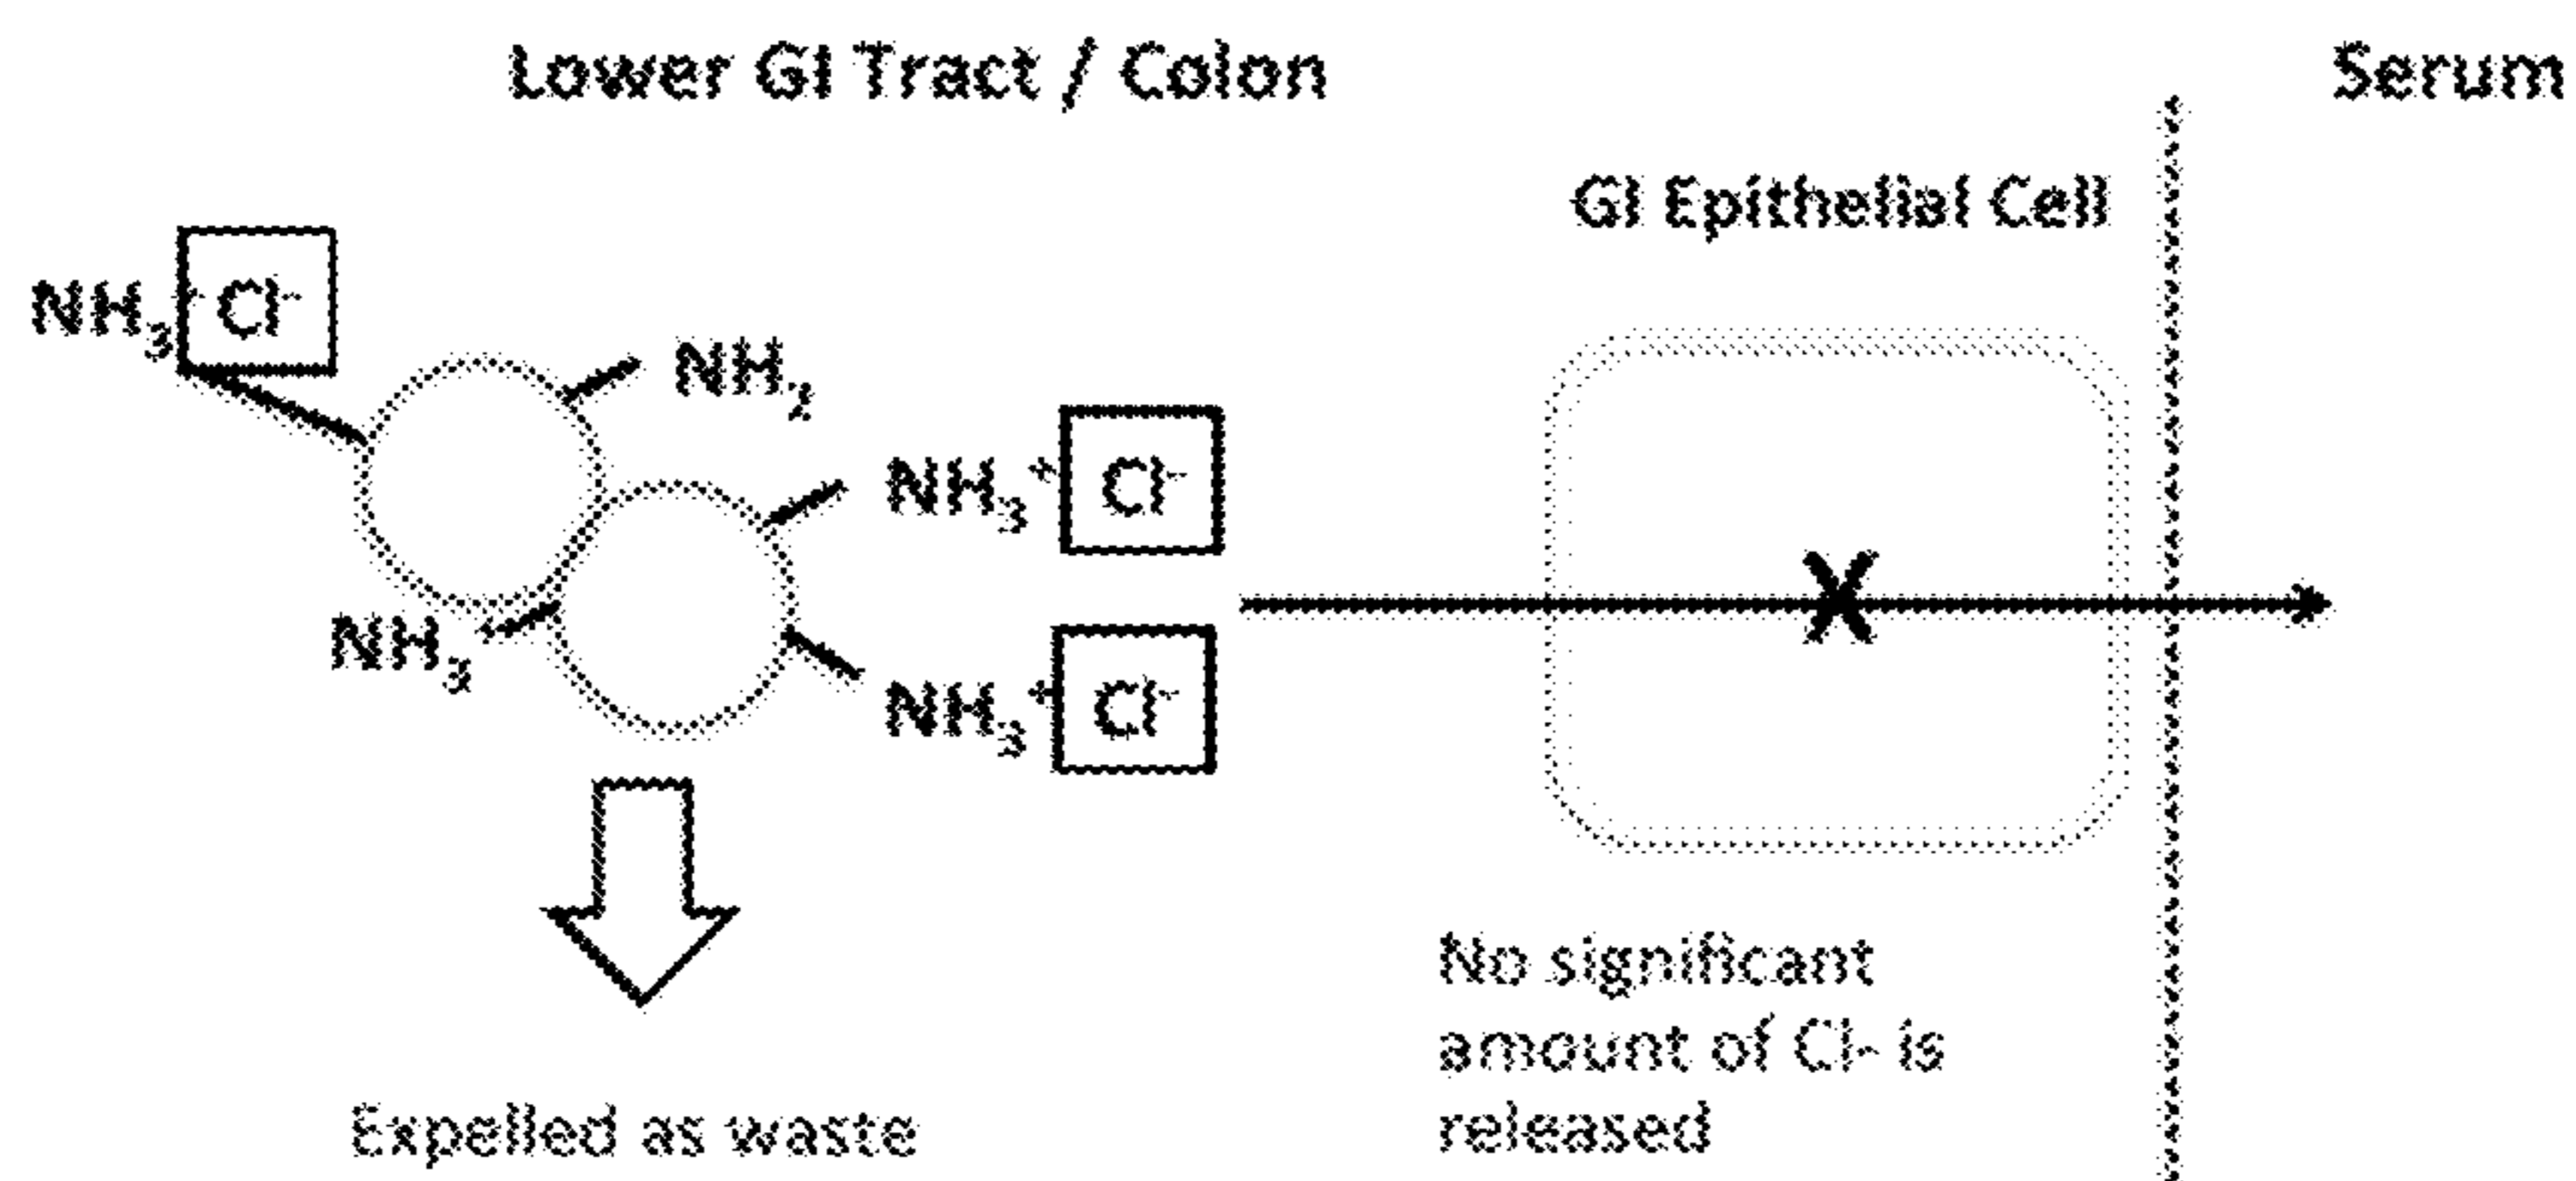 Lower GI Tract / Colon
Serum
GI Epithelial Cell
NH₃⁺ Cl⁻
NH₂
NH₃⁺ Cl⁻
NH₃
NH₃⁺ Cl⁻
X
No significant
amount of Cl- is
released
Expelled as waste